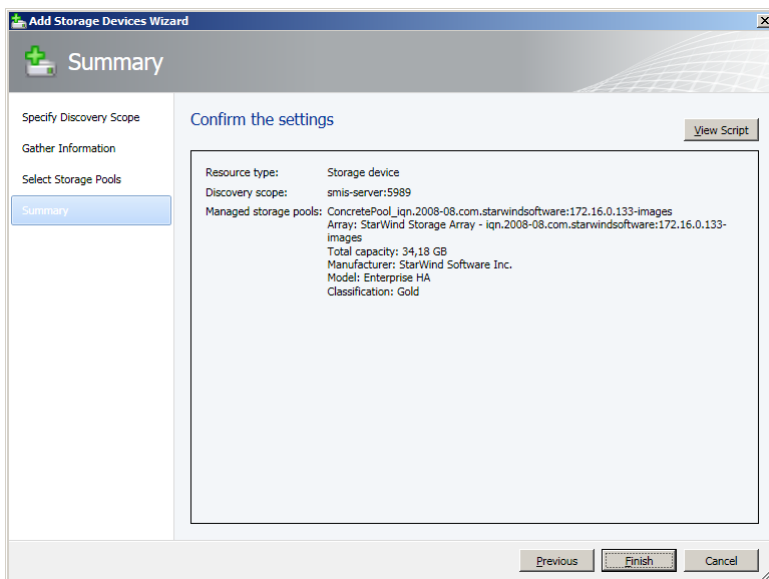 Add Storage Devices Wizard
Summary
Specify Discovery Scope
Gather Information
Select Storage Pools
Summary
Confirm the settings
View Script
Resource type: Storage device
Discovery scope: smis-server:5989
Managed storage pools: ConcretePool_iqn.2008-08.com.starwindsoftware:172.16.0.133-images
Array: StarWind Storage Array - iqn.2008-08.com.starwindsoftware:172.16.0.133-
images
Total capacity: 34,18 GB
Manufacturer: StarWind Software Inc.
Model: Enterprise HA
Classification: Gold
Previous
Finish
Cancel